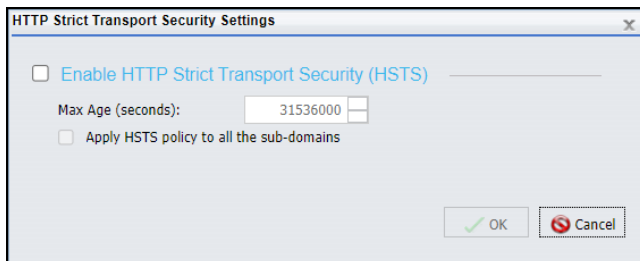 HTTP Strict Transport Security Settings
x
Enable HTTP Strict Transport Security (HSTS)
Max Age (seconds): 31536000
Apply HSTS policy to all the sub-domains
OK Cancel